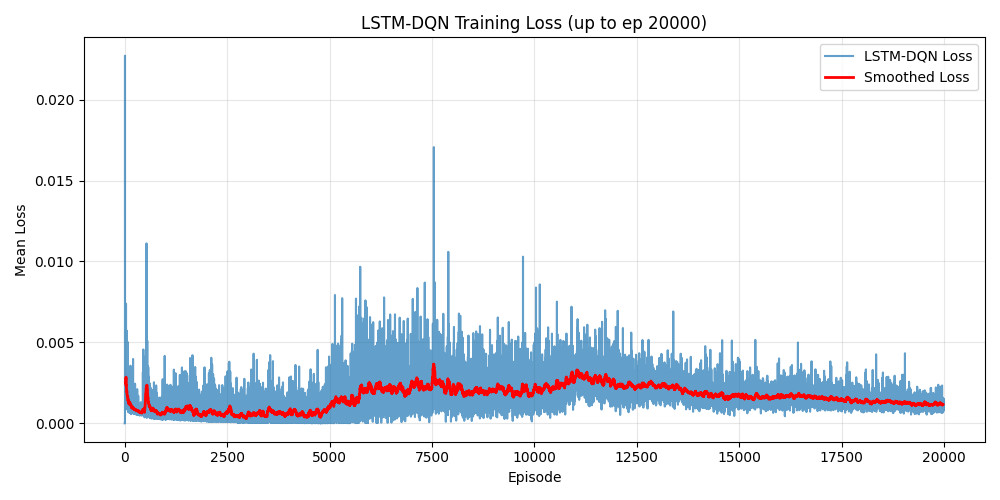 LSTM-DQN Training Loss (up to ep 20000)
LSTM-DQN Loss
Smoothed Loss
Mean Loss
0.020
0.015
0.010
0.005
0.000
0 2500 5000 7500 10000 12500 15000 17500 20000
Episode